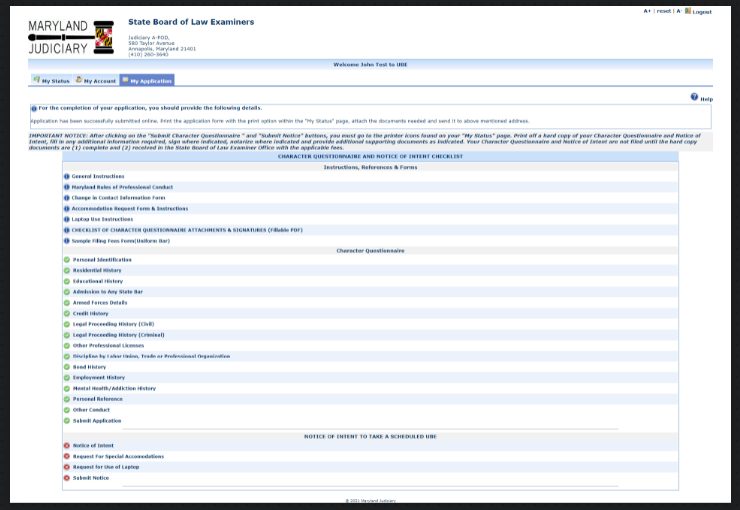 A+ | reset | A- Logout
MARYLAND
JUDICIARY
State Board of Law Examiners
Judiciary A-POD,
580 Taylor Avenue
Annapolis, Maryland 21401
(410) 260-3640
Welcome John Test to UBE
My Status My Account My Application
Help
For the completion of your application, you should provide the following details.
Application has been successfully submitted online. Print the application form with the print option within the "My Status" page, attach the documents needed and send it to above mentioned address.
IMPORTANT NOTICE: After clicking on the "Submit Character Questionnaire " and "Submit Notice" buttons, you must go to the printer icons found on your "My Status" page. Print off a hard copy of your Character Questionnaire and Notice of
Intent, fill in any additional information required, sign where indicated, notarize where indicated and provide additional supporting documents as indicated. Your Character Questionnaire and Notice of Intent are not filed until the hard copy
documents are (1) complete and (2) received in the State Board of Law Examiner Office with the applicable fees.
CHARACTER QUESTIONNAIRE AND NOTICE OF INTENT CHECKLIST
Instructions, References & Forms
General Instructions
Maryland Rules of Professional Conduct
Change in Contact Information Form
Accommodation Request Form & Instructions
Laptop Use Instructions
CHECKLIST OF CHARACTER QUESTIONNAIRE ATTACHMENTS & SIGNATURES (Fillable PDF)
Sample Filing Fees Form(Uniform Bar)
Character Questionnaire
Personal Identification
Residential History
Educational History
Admission to Any State Bar
Armed Forces Details
Credit History
Legal Proceeding History (Civil)
Legal Proceeding History (Criminal)
Other Professional Licenses
Discipline by Labor Union, Trade or Professional Organization
Bond History
Employment History
Mental Health/Addiction History
Personal Reference
Other Conduct
Submit Application
NOTICE OF INTENT TO TAKE A SCHEDULED UBE
Notice of Intent
Request For Special Accomodations
Request for Use of Laptop
Submit Notice
© 2021 Maryland Judiciary